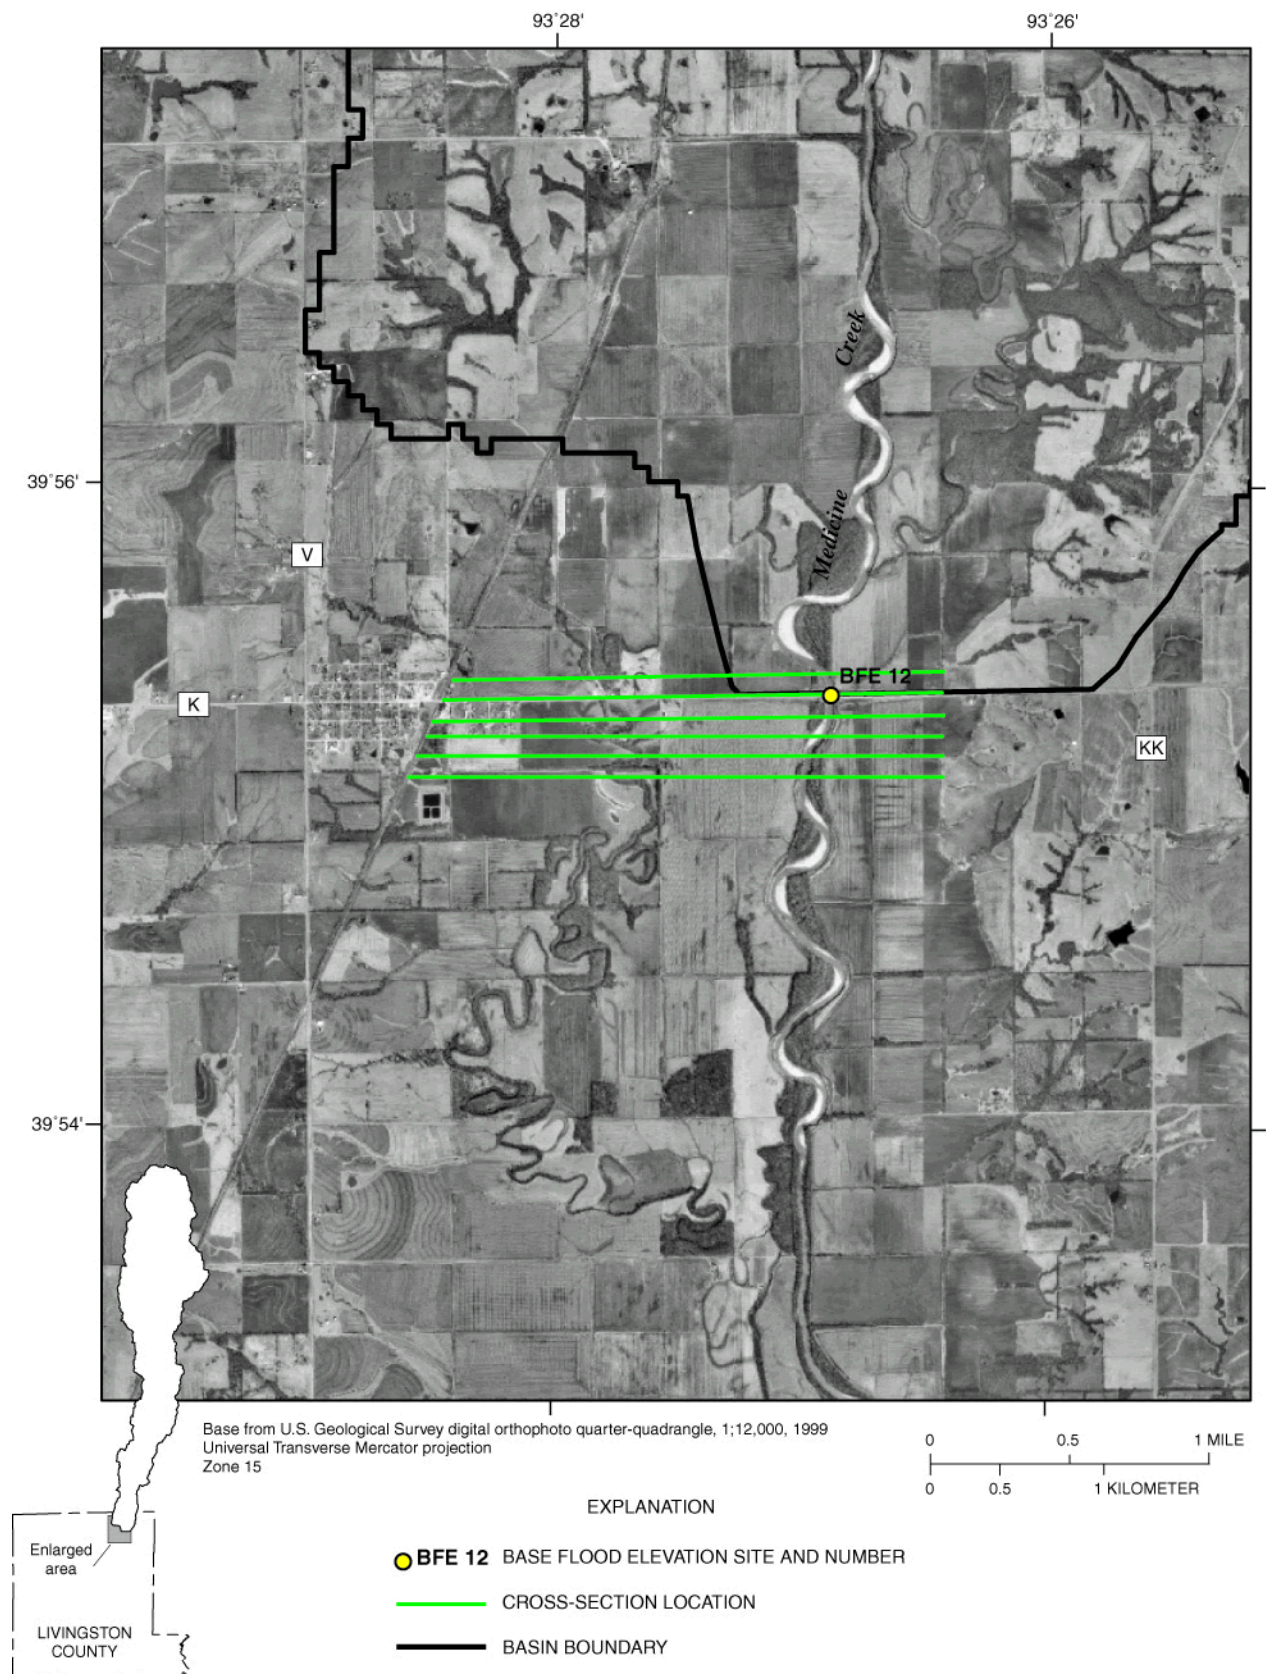 93°28'
93°26'
Creek
39°56'
Medicine
V
BFE 12
K
KK
39°54'
Base from U.S. Geological Survey digital orthophoto quarter-quadrangle, 1;12,000, 1999
Universal Transverse Mercator projection
Zone 15
0 0.5 1 MILE
0 0.5 1 KILOMETER
EXPLANATION
Enlarged
area
BFE 12 BASE FLOOD ELEVATION SITE AND NUMBER
CROSS-SECTION LOCATION
LIVINGSTON
COUNTY
BASIN BOUNDARY